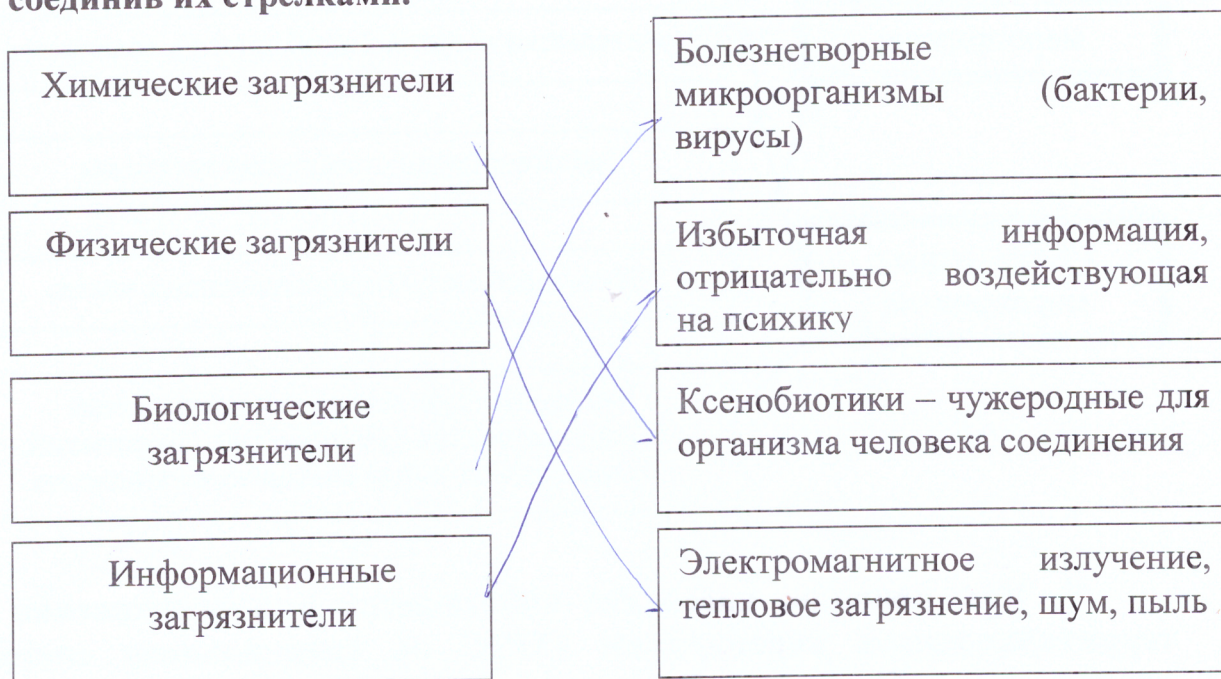 соединив их стрелками.
Химические загрязнители
Физические загрязнители
Биологические
загрязнители
Информационные
загрязнители
Болезнетворные
микроорганизмы (бактерии,
вирусы)
Избыточная информация,
отрицательно воздействующая
на психику
Ксенобиотики – чужеродные для
организма человека соединения
Электромагнитное излучение,
тепловое загрязнение, шум, пыль